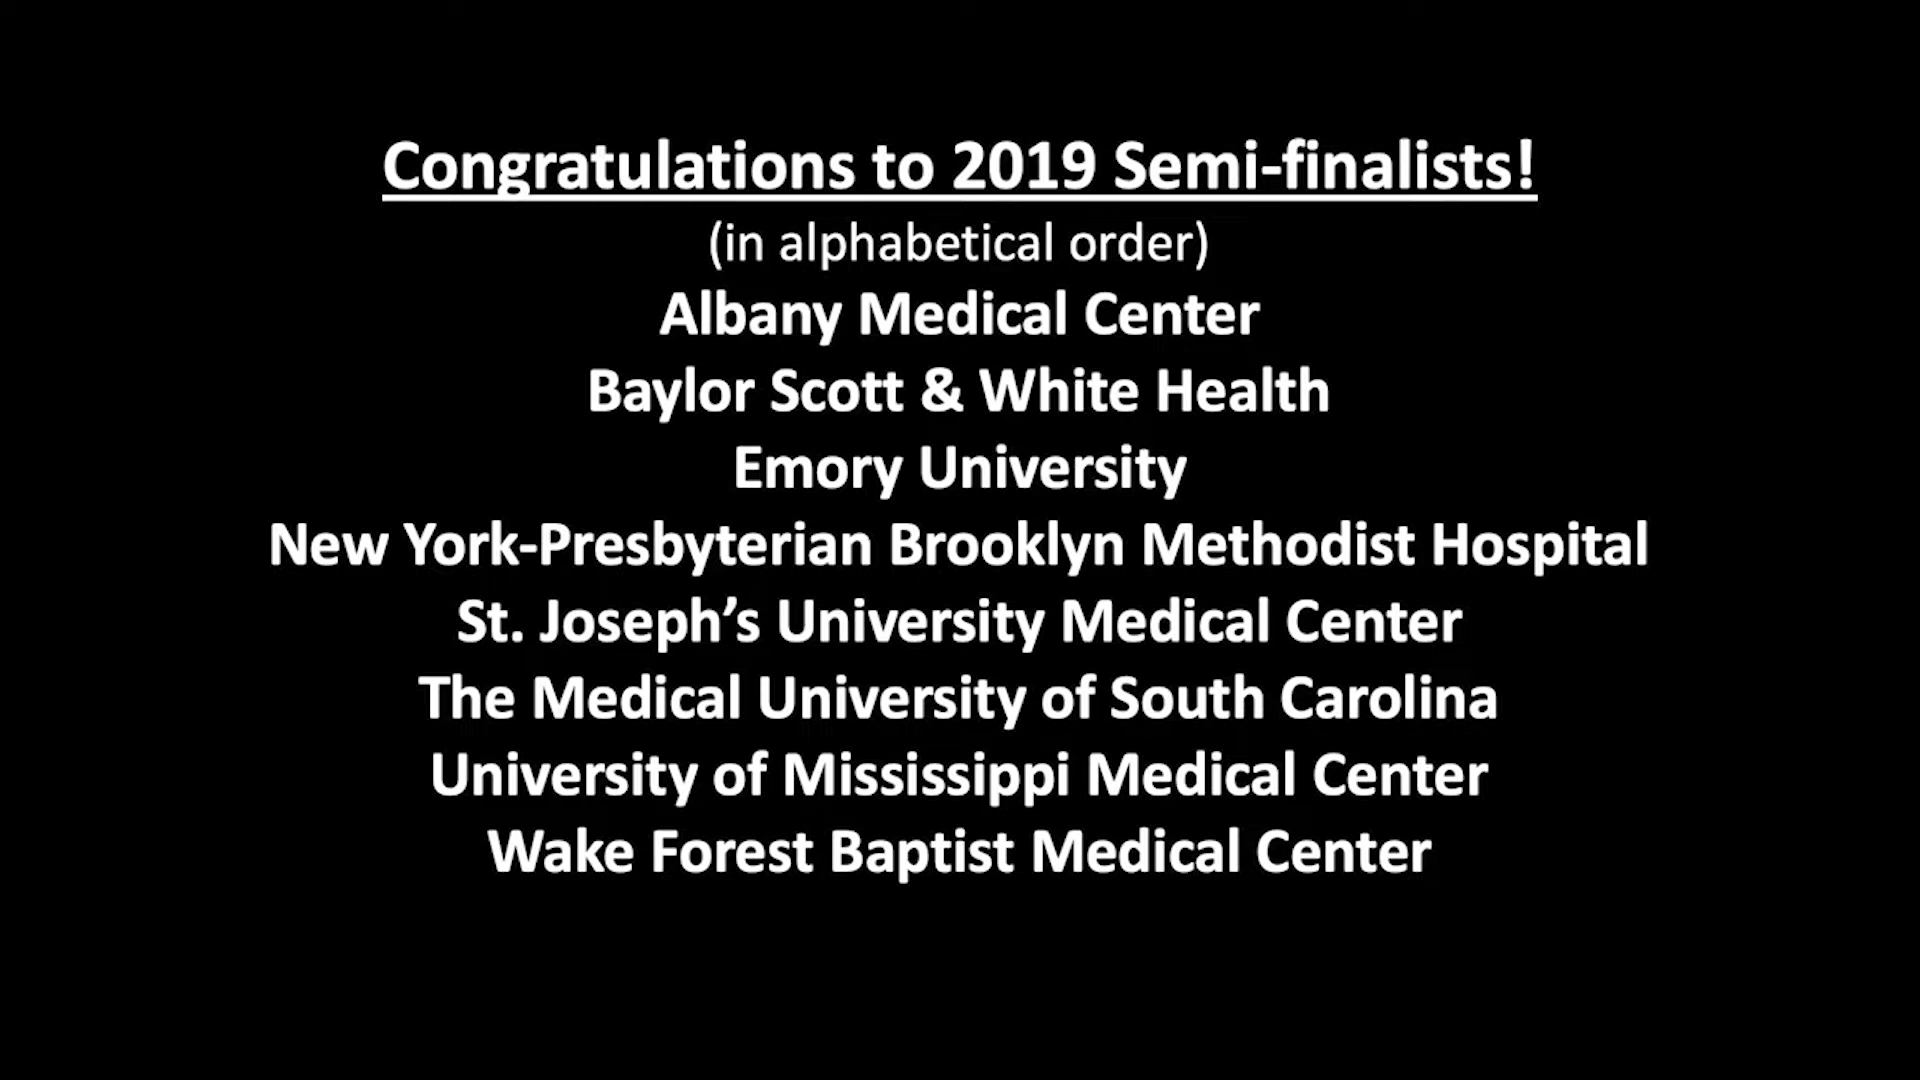 Congratulations to 2019 Semi-finalists!
(in alphabetical order)
Albany Medical Center
Baylor Scott & White Health
Emory University
New York-Presbyterian Brooklyn Methodist Hospital
St. Joseph’s University Medical Center
The Medical University of South Carolina
University of Mississippi Medical Center
Wake Forest Baptist Medical Center